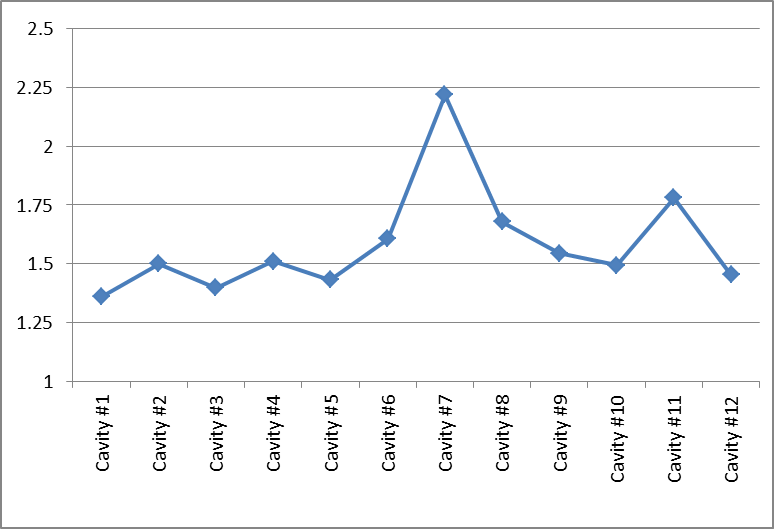 2.5
2.25
2
1.75
1.5
1.25
1
Cavity #1
Cavity #2
Cavity #3
Cavity #4
Cavity #5
Cavity #6
Cavity #7
Cavity #8
Cavity #9
Cavity #10
Cavity #11
Cavity #12